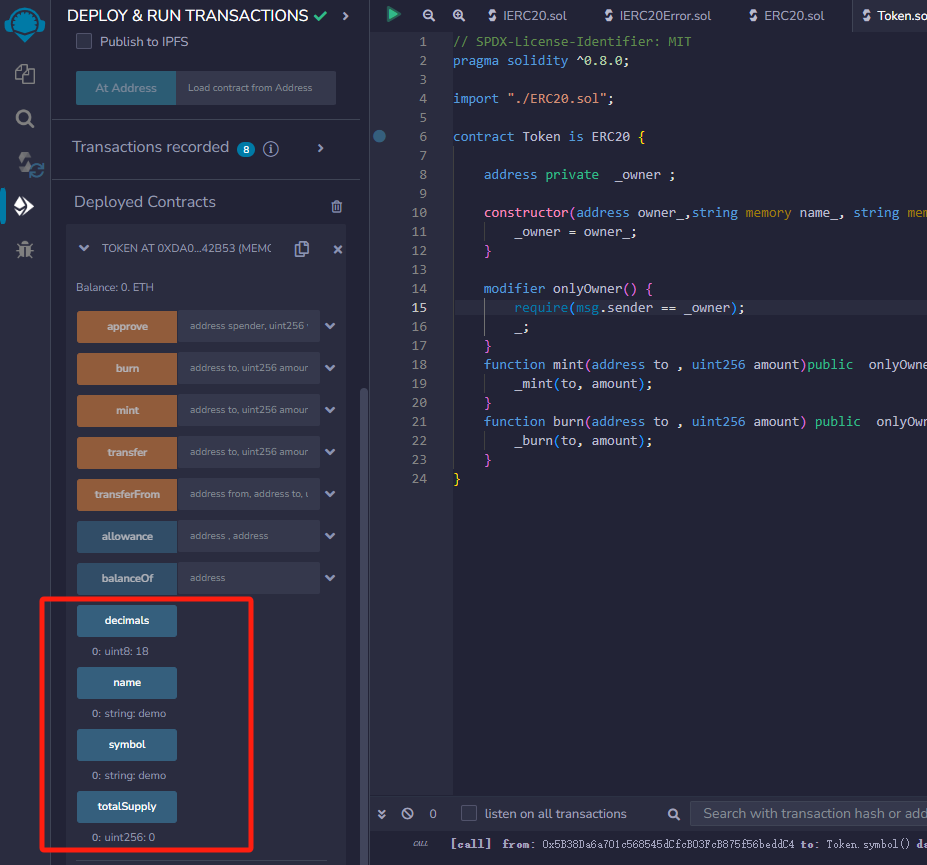 DEPLOY & RUN TRANSACTIONS
Publish to IPFS
At Address
Load contract from Address
Transactions recorded 8
Deployed Contracts
TOKEN AT 0XDA0...42B53 (MEMC
Balance: 0. ETH
approve address spender, uint256
burn address to, uint256 amour
mint address to, uint256 amour
transfer address to, uint256 amour
transferFrom address from, address to, u
allowance address , address
balanceOf address
decimals
0: uint8: 18
name
0: string: demo
symbol
0: string: demo
totalSupply
0: uint256: 0
IERC20.sol
IERC20Error.sol
ERC20.sol
Token.so
1 // SPDX-License-Identifier: MIT
2 pragma solidity ^0.8.0;
3
4 import "./ERC20.sol";
5
6 contract Token is ERC20 {
7
8 address private  _owner ;
9
10 constructor(address owner_,string memory name_, string mem
11 _owner = owner_;
12 }
13
14 modifier onlyOwner() {
15 require(msg.sender == _owner);
16 _;
17 }
18 function mint(address to , uint256 amount)public  onlyOwne
19 _mint(to, amount);
20 }
21 function burn(address to , uint256 amount) public  onlyOwn
22 _burn(to, amount);
23 }
24 }
0
listen on all transactions
Search with transaction hash or add
CALL [call] from: 0x5B38Da6a701c568545dCfcB03FcB875f56beddC4 to: Token.symbol() da